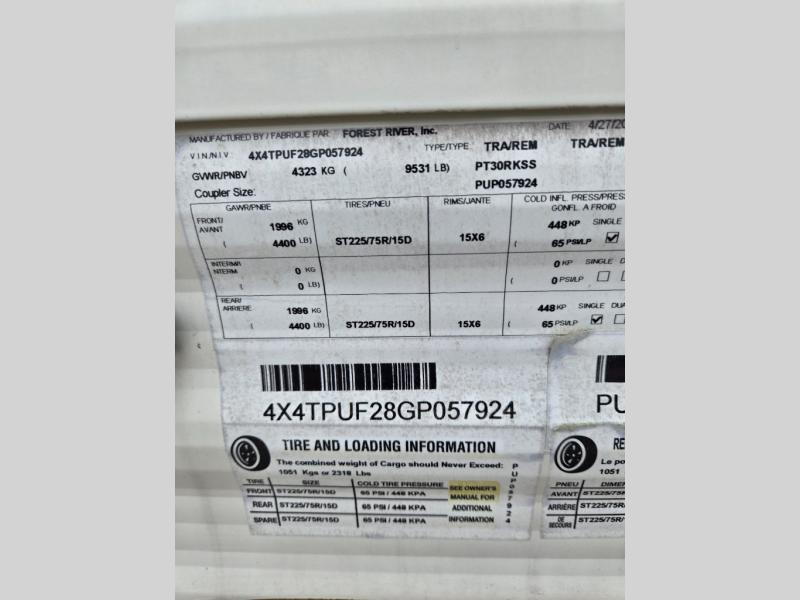 MANUFACTURED BY / FABRIQUE PAR: FOREST RIVER, Inc. DATE: 4/27/20
V I N / N I V : 4X4TPUF28GP057924 TYPE/TYPE: TRA/REM TRA/REM
GVWR/PNBV 4323 KG ( 9531 LB) PT30RKSS
Coupler Size: PUP057924
GAWR/PNBE TIRES/PNEU RIMS/JANTE COLD INFL. PRESS/PRESS
GONFL. A FROID
FRONT/ AVANT 1996 KG 448 KP SINGLE
( 4400 LB) ST225/75R/15D 15X6 ( 65 PSI/LP
INTERM/ INTERM 0 KG 0 KP SINGLE
( 0 LB) ( 0 PSI/LP
REAR/ ARRIERE 1996 KG 448 KP SINGLE DUA
( 4400 LB) ST225/75R/15D 15X6 ( 65 PSI/LP
4X4TPUF28GP057924 PU
TIRE AND LOADING INFORMATION RE
The combined weight of Cargo should Never Exceed: Le po
1051 Kgs or 2318 Lbs 1051
TIRE SIZE COLD TIRE PRESSURE SEE OWNER'S MANUAL FOR ADDITIONAL INFORMATION
FRONT ST225/75R/15D 65 PSI / 448 KPA
REAR ST225/75R/15D 65 PSI / 448 KPA
SPARE ST225/75R/15D 65 PSI / 448 KPA
PUP057924
PNEU DIMEN
AVANT ST225/75R
ARRIÈRE ST225/75R
DE SECOURS ST225/75R